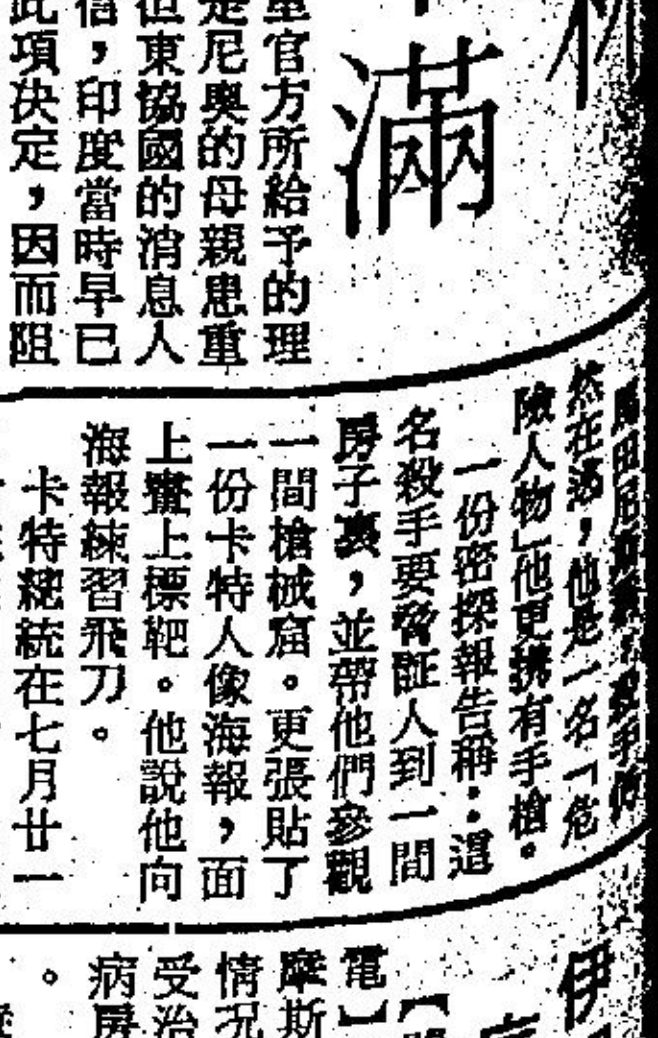 滿
官方所給予的理
是尼奧的母親患重
但東協國的消息人
信,印度當時早已
此項决定,因而阻
然在逃,他是一名「危
險人物」他更携有手槍。
一份密探報告稱:這
名殺手要脅証人到一間
房子裏,並帶他們參觀
一間槍械窟。更張貼了
一份卡特人像海報,面
上畫上標靶。他說他向
海報練習飛刀。
卡特總統在七月廿一
伊
電】
摩斯
情况
受治
病房
。